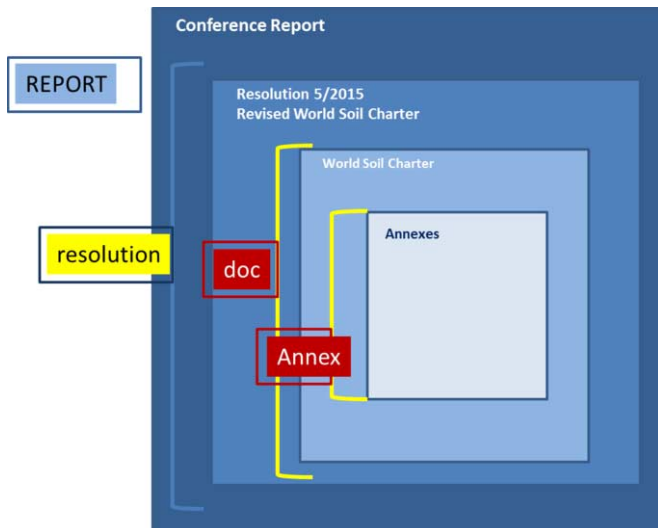 Conference Report
REPORT
Resolution 5/2015
Revised World Soil Charter
World Soil Charter
Annexes
resolution
doc
Annex